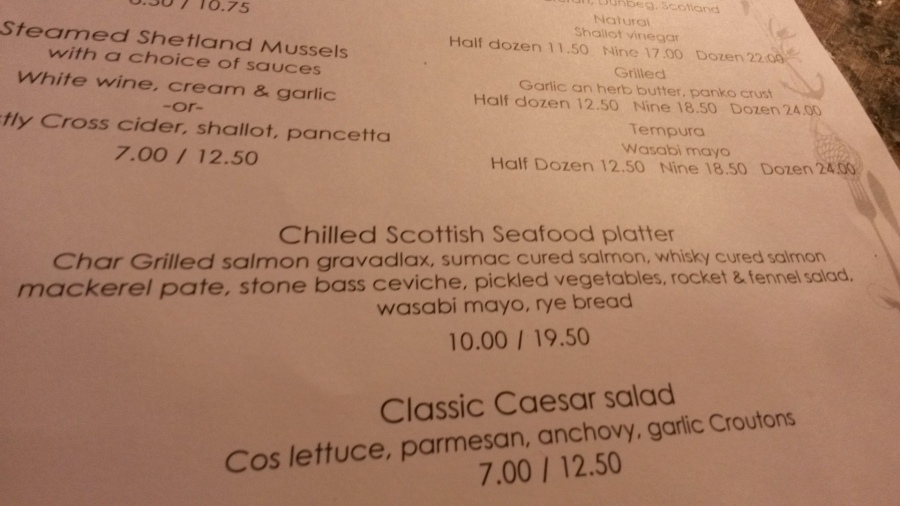 10.75
Steamed Shetland Mussels
with a choice of sauces
White wine, cream & garlic
-or-
Cross cider, shallot, pancetta
7.00 / 12.50
Scotland
Natural
Shallot vinegar
Half dozen 11.50 Nine 17.00 Dozen 22.00
Grilled
Garlic an herb butter, panko crust
Half dozen 12.50 Nine 18.50 Dozen 24.00
Tempura
Wasabi mayo
Half Dozen 12.50 Nine 18.50 Dozen 24.00
Chilled Scottish Seafood platter
Char Grilled salmon gravadlax, sumac cured salmon, whisky cured salmon
mackerel pate, stone bass ceviche, pickled vegetables, rocket & fennel salad,
wasabi mayo, rye bread
10.00 / 19.50
Classic Caesar salad
Cos lettuce, parmesan, anchovy, garlic Croutons
7.00 / 12.50